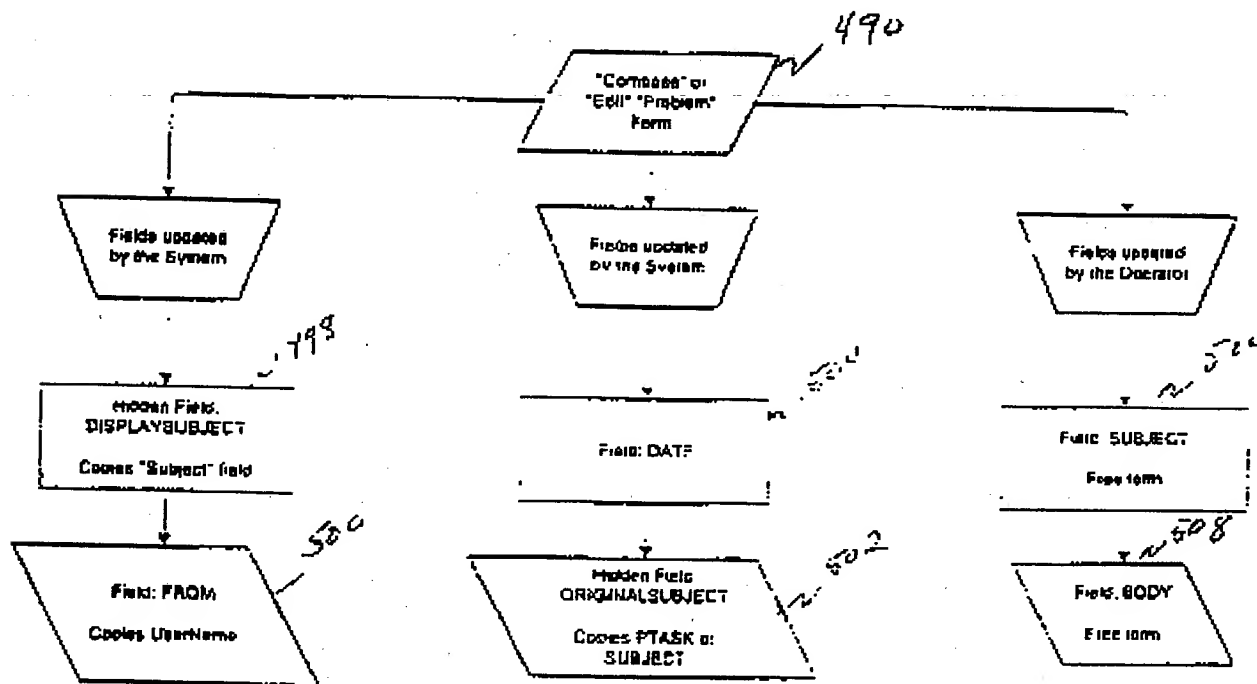 490
"Compose" or
"Edit" "Problem"
Form
Fields updated
by the System
Fields updated
by the System
Fields updated
by the Operator
498
Hidden Field.
DISPLAYSUBJECT
Copies "Subject" field
Field: DATE
Field: SUBJECT
Free form
500
Field: FROM
Copies UserName
502
Hidden Field
ORIGINALSUBJECT
Copies PTASK or
SUBJECT
508
Field. BODY
Free form